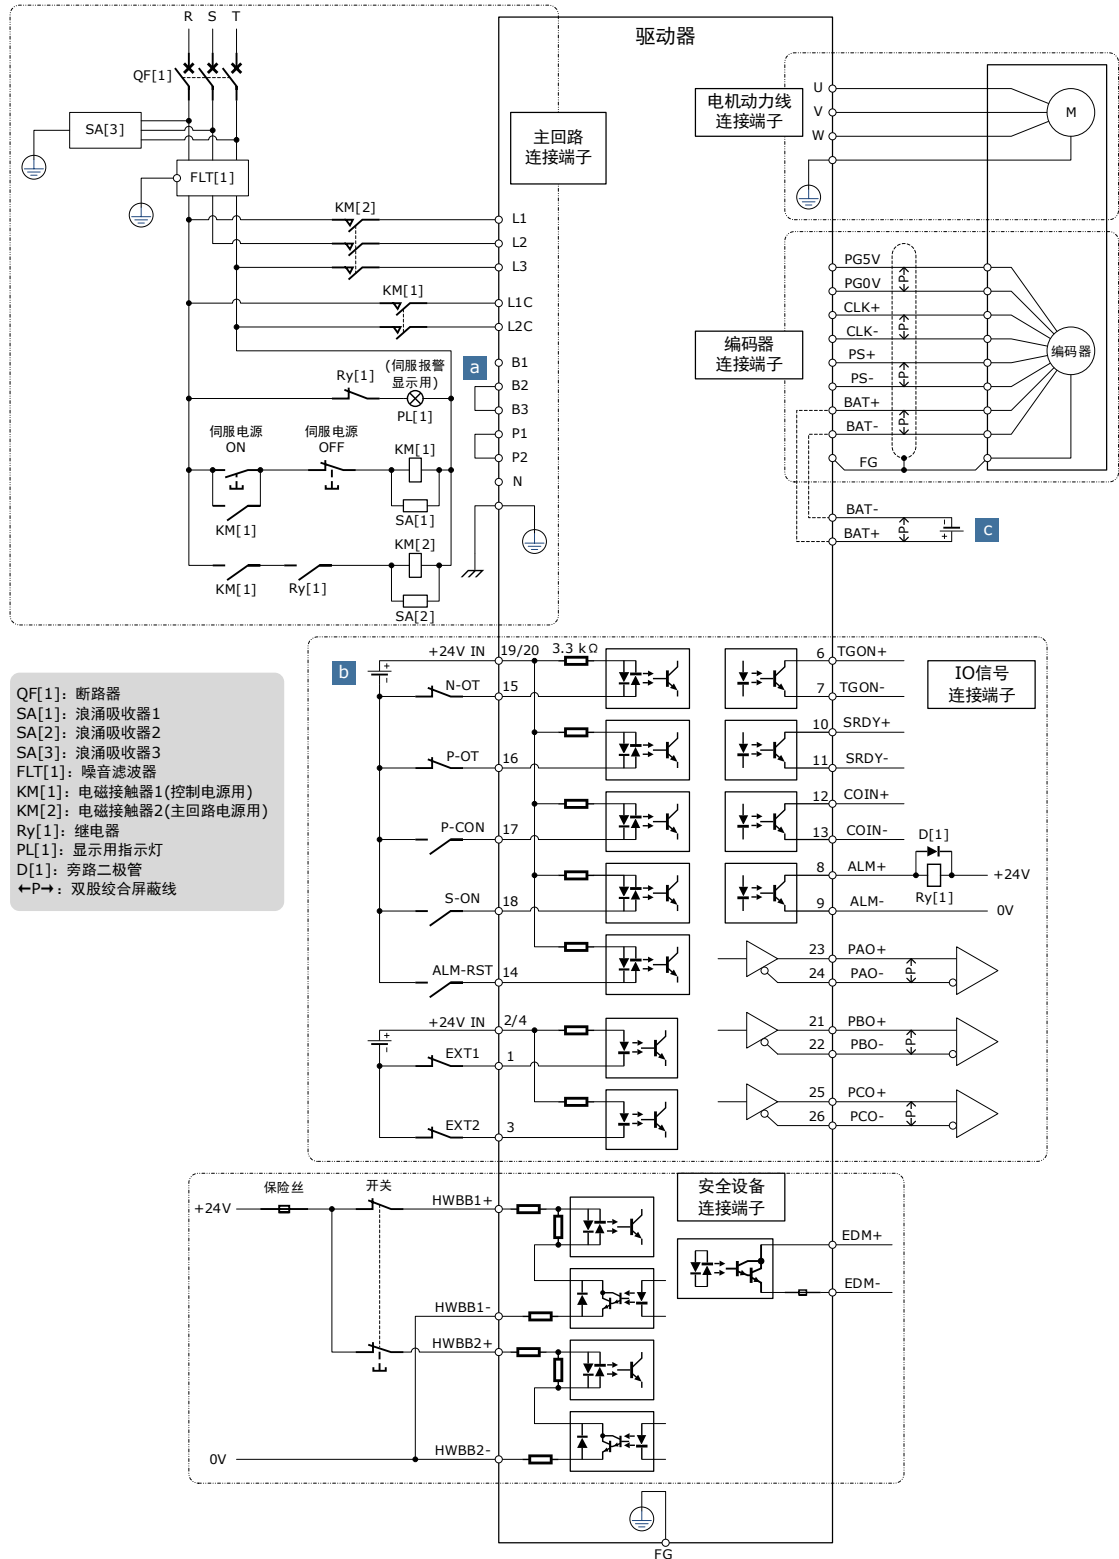 R S T
驱动器
QF[1]
SA[3]
FLT[1]
主回路
连接端子
电机动力线
连接端子
U
V
W
M
KM[2]
L1
L2
L3
KM[1]
L1C
L2C
a
B1
B2
B3
P1
P2
N
Ry[1]
(伺服报警
显示用)
PL[1]
伺服电源
ON
伺服电源
OFF
KM[1]
SA[1]
KM[1]
KM[2]
KM[1]
Ry[1]
SA[2]
编码器
连接端子
PG5V
PG0V
CLK+
CLK-
PS+
PS-
BAT+
BAT-
FG
←P→
←P→
←P→
←P→
编码器
BAT-
BAT+
←P→
+
-
c
b
+
-
+24V IN
19/20
3.3 kΩ
N-OT
15
P-OT
16
P-CON
17
S-ON
18
ALM-RST
14
+24V IN
2/4
+
-
EXT1
1
EXT2
3
IO信号
连接端子
6 TGON+
7 TGON-
10 SRDY+
11 SRDY-
12 COIN+
13 COIN-
D[1]
8 ALM+
+24V
Ry[1]
9 ALM-
0V
23 PAO+
24 PAO-
←P→
21 PBO+
22 PBO-
←P→
25 PCO+
26 PCO-
←P→
QF[1]: 断路器
SA[1]: 浪涌吸收器1
SA[2]: 浪涌吸收器2
SA[3]: 浪涌吸收器3
FLT[1]: 噪音滤波器
KM[1]: 电磁接触器1(控制电源用)
KM[2]: 电磁接触器2(主回路电源用)
Ry[1]: 继电器
PL[1]: 显示用指示灯
D[1]: 旁路二极管
←P→: 双股绞合屏蔽线
安全设备
连接端子
+24V
保险丝
开关
HWBB1+
HWBB1-
HWBB2+
HWBB2-
0V
EDM+
EDM-
FG